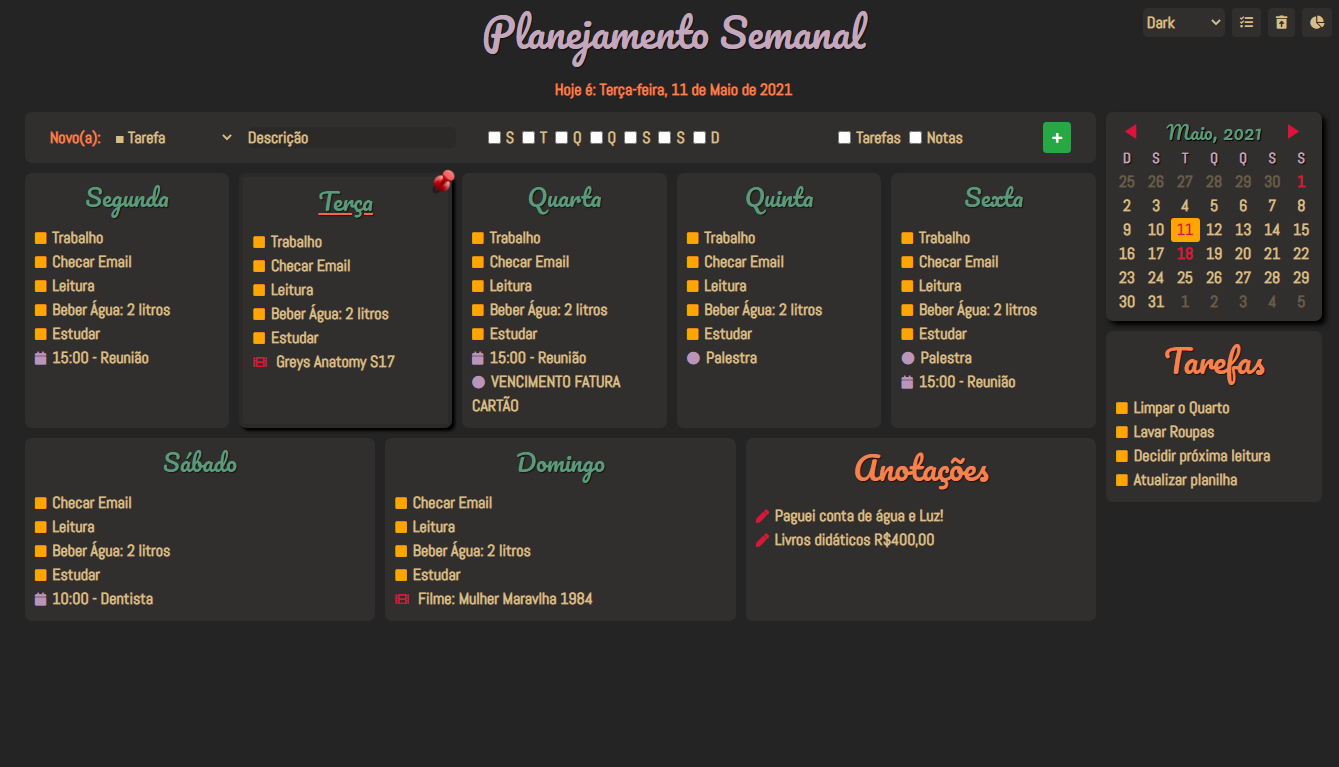 Planejamento Semanal
Dark
Hoje é: Terça-feira, 11 de Maio de 2021
Novo(a): Tarefa Descrição S T Q Q S S D Tarefas Notas +
Segunda
Trabalho
Checar Email
Leitura
Beber Água: 2 litros
Estudar
15:00 - Reunião
Terça
Trabalho
Checar Email
Leitura
Beber Água: 2 litros
Estudar
Greys Anatomy S17
Quarta
Trabalho
Checar Email
Leitura
Beber Água: 2 litros
Estudar
15:00 - Reunião
VENCIMENTO FATURA
CARTÃO
Quinta
Trabalho
Checar Email
Leitura
Beber Água: 2 litros
Estudar
Palestra
Sexta
Trabalho
Checar Email
Leitura
Beber Água: 2 litros
Estudar
Palestra
15:00 - Reunião
Maio, 2021
D S T Q Q S S
25 26 27 28 29 30 1
2 3 4 5 6 7 8
9 10 11 12 13 14 15
16 17 18 19 20 21 22
23 24 25 26 27 28 29
30 31 1 2 3 4 5
Tarefas
Limpar o Quarto
Lavar Roupas
Decidir próxima leitura
Atualizar planilha
Sábado
Checar Email
Leitura
Beber Água: 2 litros
Estudar
10:00 - Dentista
Domingo
Checar Email
Leitura
Beber Água: 2 litros
Estudar
Filme: Mulher Maravlha 1984
Anotações
Paguei conta de água e Luz!
Livros didáticos R$400,00